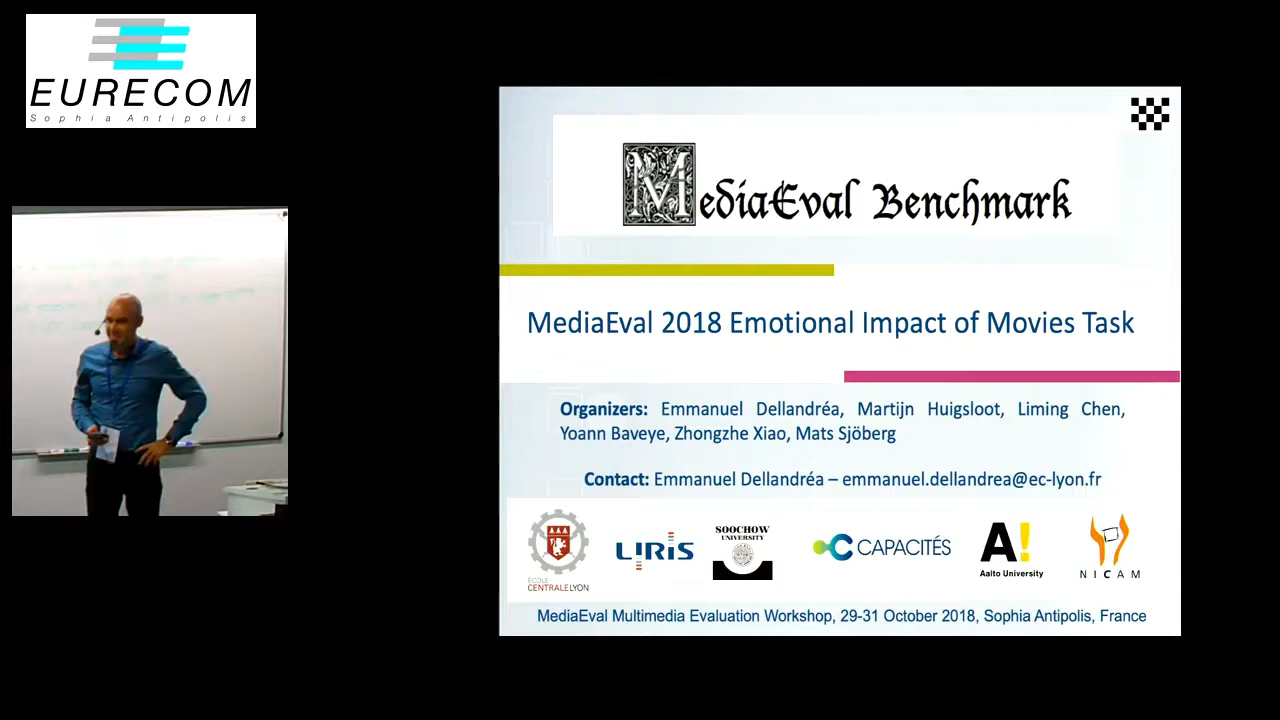 EURECOM
Sophia Antipolis
MediaEval Benchmark
MediaEval 2018 Emotional Impact of Movies Task
Organizers: Emmanuel Dellandréa, Martijn Huigsloot, Liming Chen,
Yoann Baveye, Zhongzhe Xiao, Mats Sjöberg
Contact: Emmanuel Dellandréa – emmanuel.dellandrea@ec-lyon.fr
ECOLE
CENTRALELYON
LIRIS
SOOCHOW
UNIVERSITY
CAPACITÉS
A!
Aalto University
NICAM
MediaEval Multimedia Evaluation Workshop, 29-31 October 2018, Sophia Antipolis, France